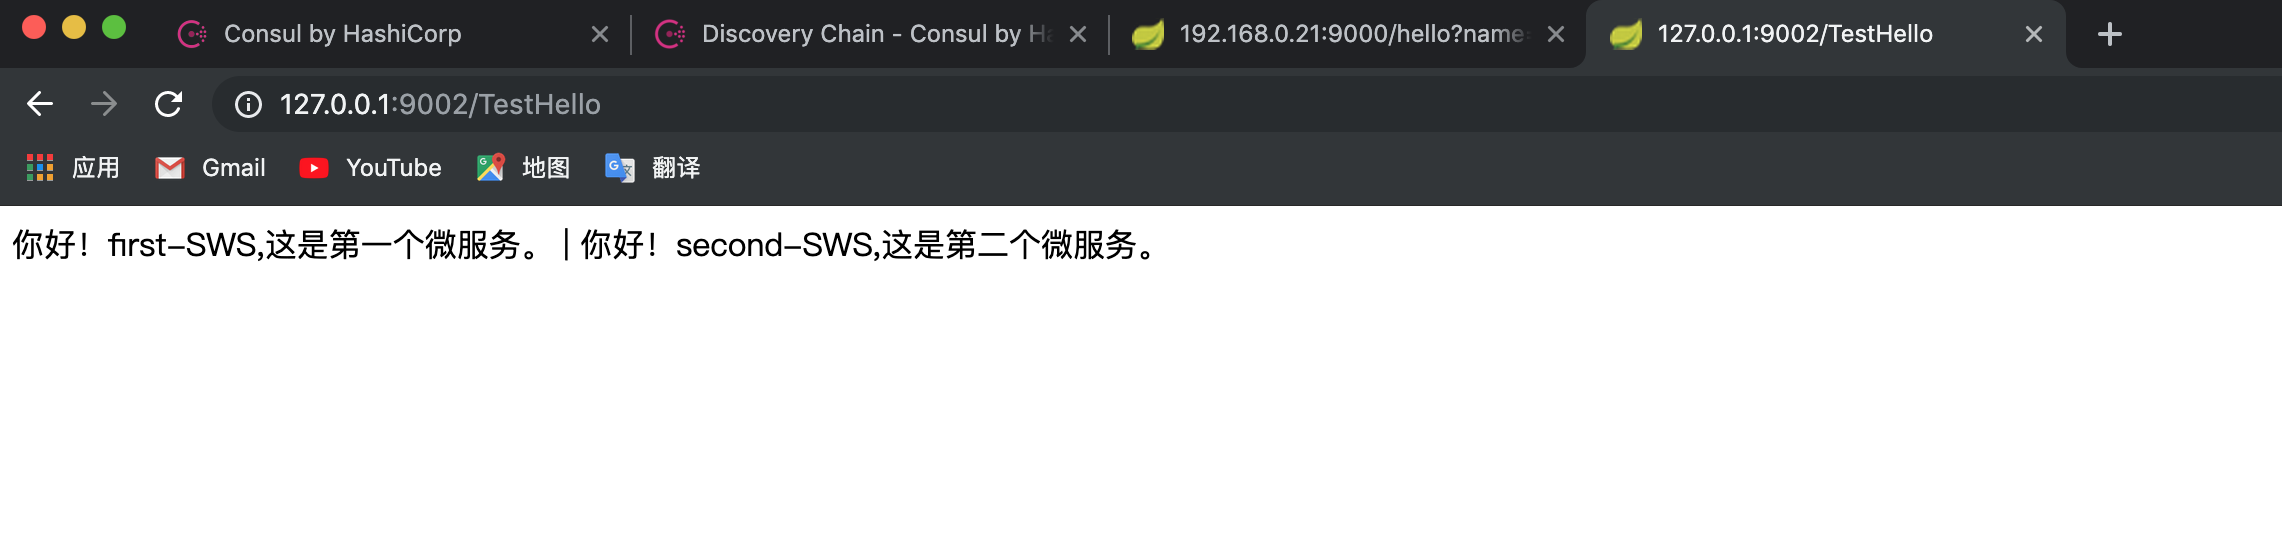 Consul by HashiCorp
Discovery Chain - Consul by Ha
192.168.0.21:9000/hello?name=
127.0.0.1:9002/TestHello
127.0.0.1:9002/TestHello
应用 Gmail YouTube 地图 翻译
你好！first-SWS,这是第一个微服务。 | 你好！second-SWS,这是第二个微服务。